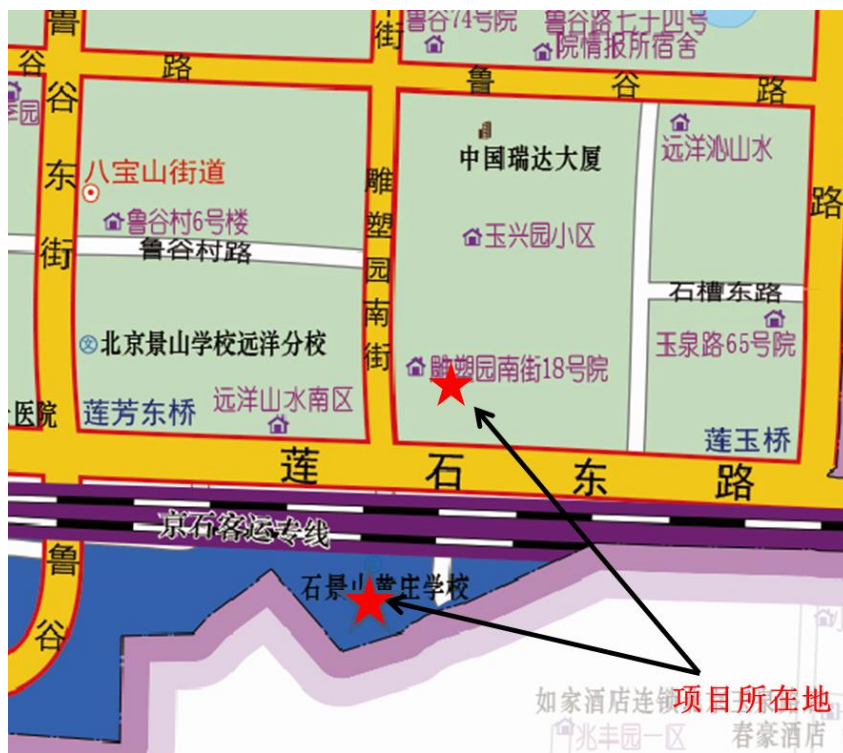 鲁谷74号院
鲁谷路七十四号
院情报所宿舍
鲁谷东街
谷路
鲁谷路
季园
中国瑞达大厦
远洋沁山水
八宝山街道
鲁谷村6号楼
鲁谷村路
雕塑园南街
玉兴园小区
石槽东路
路
北京景山学校远洋分校
雕塑园南街18号院
玉泉路65号院
医院
莲芳东桥
远洋山水南区
莲玉桥
莲石东路
京石客运专线
鲁谷
石景山黄庄学校
项目所在地
如家酒店连锁
兆丰园一区
春豪酒店